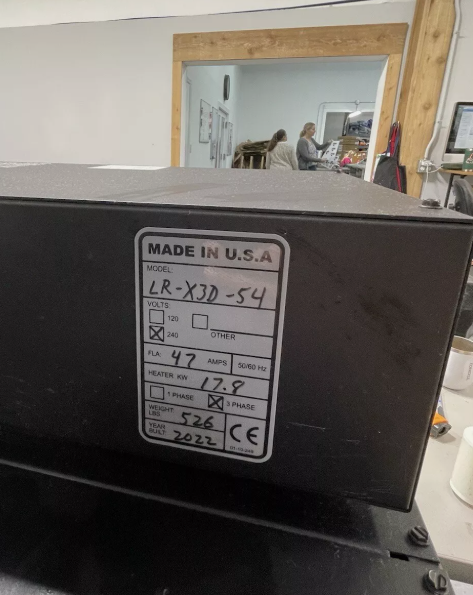 MADE IN U.S.A
MODEL:
LR-X3D-54
VOLTS:
120
240
OTHER
FLA: 47 AMPS 50/60 Hz
HEATER KW 17.8
1 PHASE 3 PHASE
WEIGHT LBS 526
YEAR BUILT: 2022
CE